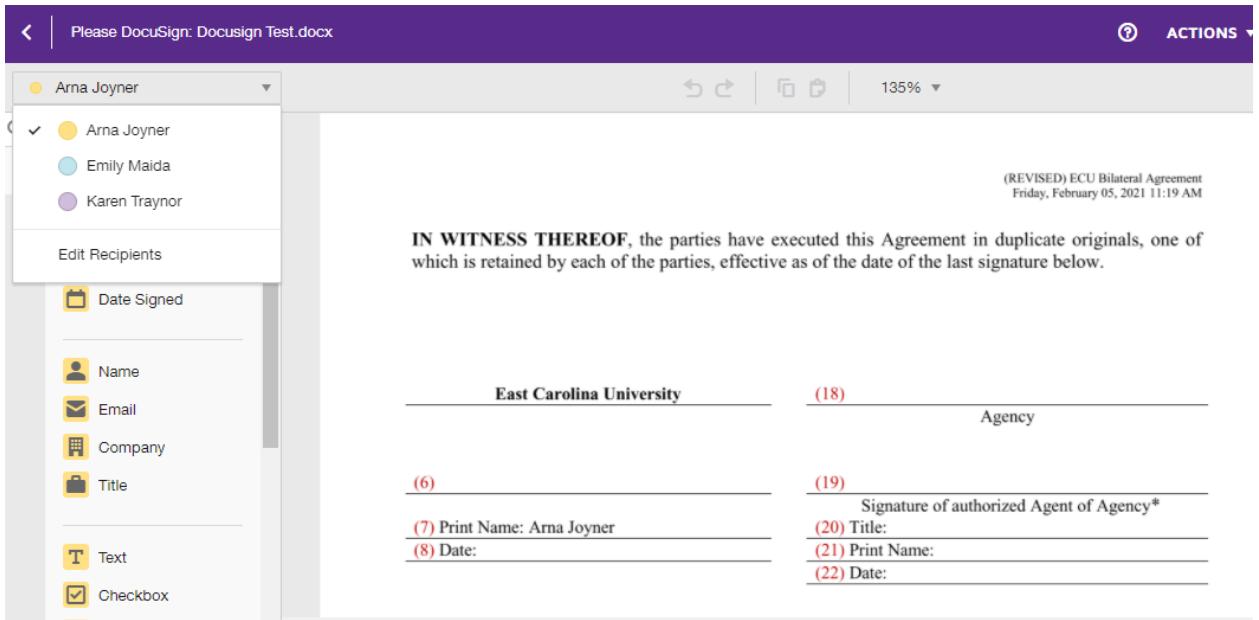 Please DocuSign: Docusign Test.docx
ACTIONS
Arna Joyner
135%
Arna Joyner
Emily Maida
Karen Traynor
Edit Recipients
Date Signed
Name
Email
Company
Title
Text
Checkbox
(REVISED) ECU Bilateral Agreement
Friday, February 05, 2021 11:19 AM
IN WITNESS THEREOF, the parties have executed this Agreement in duplicate originals, one of
which is retained by each of the parties, effective as of the date of the last signature below.
East Carolina University
(6)
(7) Print Name: Arna Joyner
(8) Date:
(18)
Agency
(19)
Signature of authorized Agent of Agency*
(20) Title:
(21) Print Name:
(22) Date: